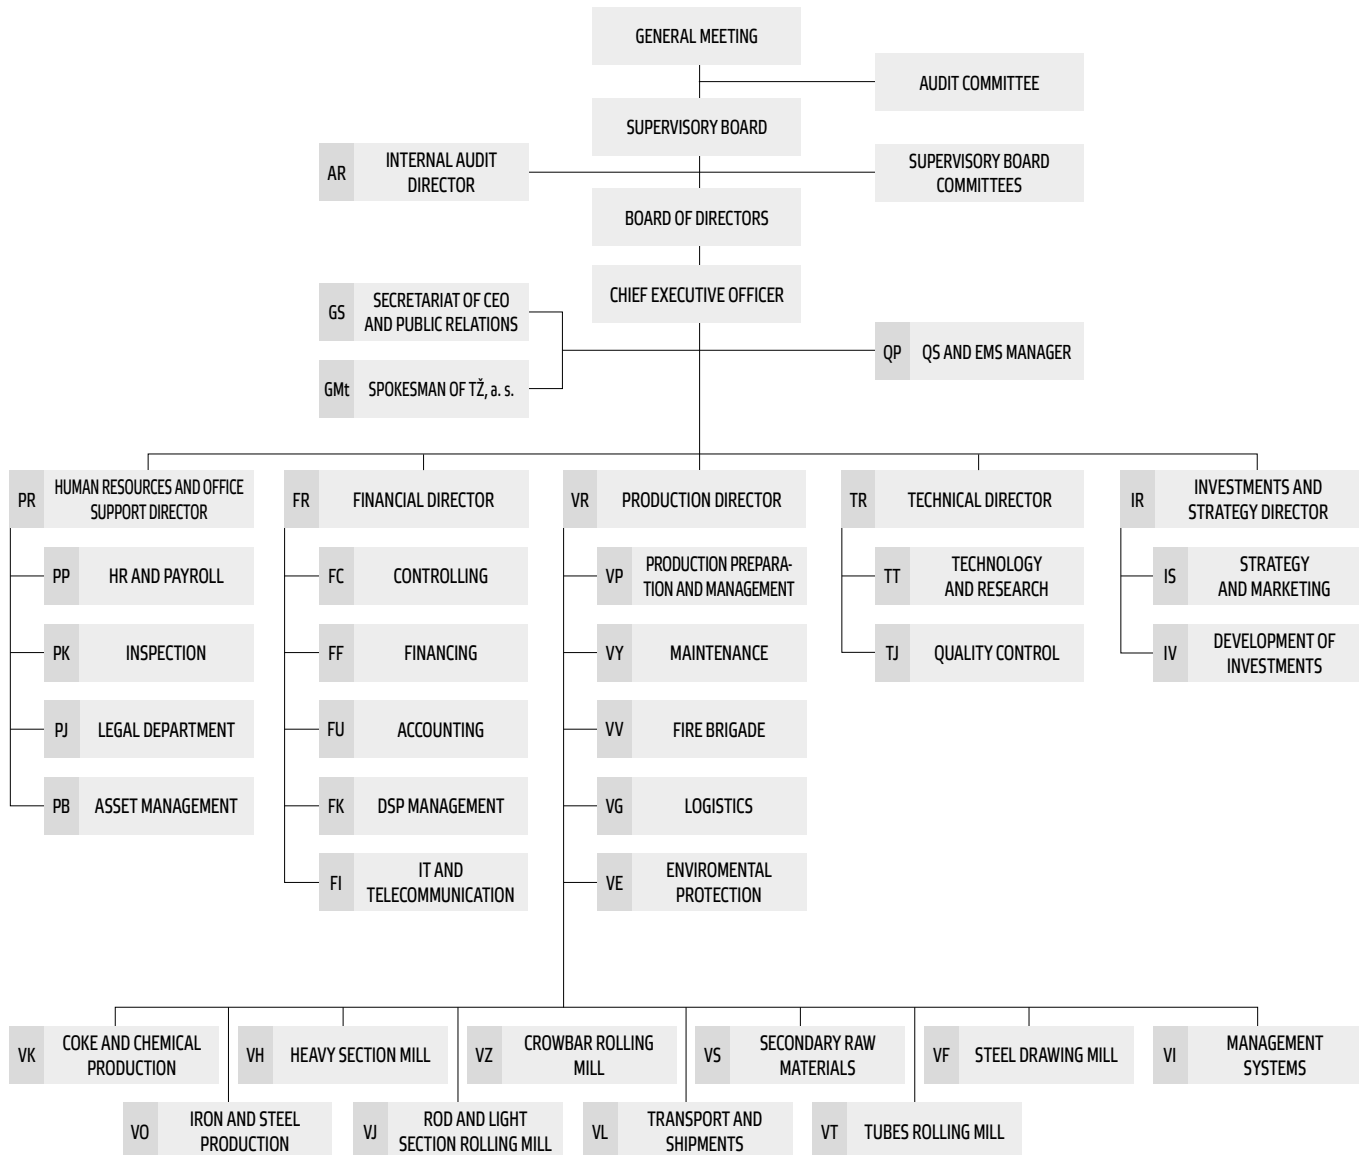 GENERAL MEETING
AUDIT COMMITTEE
SUPERVISORY BOARD
AR
INTERNAL AUDIT
DIRECTOR
SUPERVISORY BOARD
COMMITTEES
BOARD OF DIRECTORS
CHIEF EXECUTIVE OFFICER
GS
SECRETARIAT OF CEO
AND PUBLIC RELATIONS
QP
QS AND EMS MANAGER
GMt
SPOKESMAN OF TŽ, a. s.
PR
HUMAN RESOURCES AND OFFICE
SUPPORT DIRECTOR
FR
FINANCIAL DIRECTOR
VR
PRODUCTION DIRECTOR
TR
TECHNICAL DIRECTOR
IR
INVESTMENTS AND
STRATEGY DIRECTOR
PP
HR AND PAYROLL
FC
CONTROLLING
VP
PRODUCTION PREPARA-
TION AND MANAGEMENT
TT
TECHNOLOGY
AND RESEARCH
IS
STRATEGY
AND MARKETING
PK
INSPECTION
FF
FINANCING
VY
MAINTENANCE
TJ
QUALITY CONTROL
IV
DEVELOPMENT OF
INVESTMENTS
PJ
LEGAL DEPARTMENT
FU
ACCOUNTING
VV
FIRE BRIGADE
PB
ASSET MANAGEMENT
FK
DSP MANAGEMENT
VG
LOGISTICS
FI
IT AND
TELECOMMUNICATION
VE
ENVIROMENTAL
PROTECTION
VK
COKE AND CHEMICAL
PRODUCTION
VH
HEAVY SECTION MILL
VZ
CROWBAR ROLLING
MILL
VS
SECONDARY RAW
MATERIALS
VF
STEEL DRAWING MILL
VI
MANAGEMENT
SYSTEMS
VO
IRON AND STEEL
PRODUCTION
VJ
ROD AND LIGHT
SECTION ROLLING MILL
VL
TRANSPORT AND
SHIPMENTS
VT
TUBES ROLLING MILL